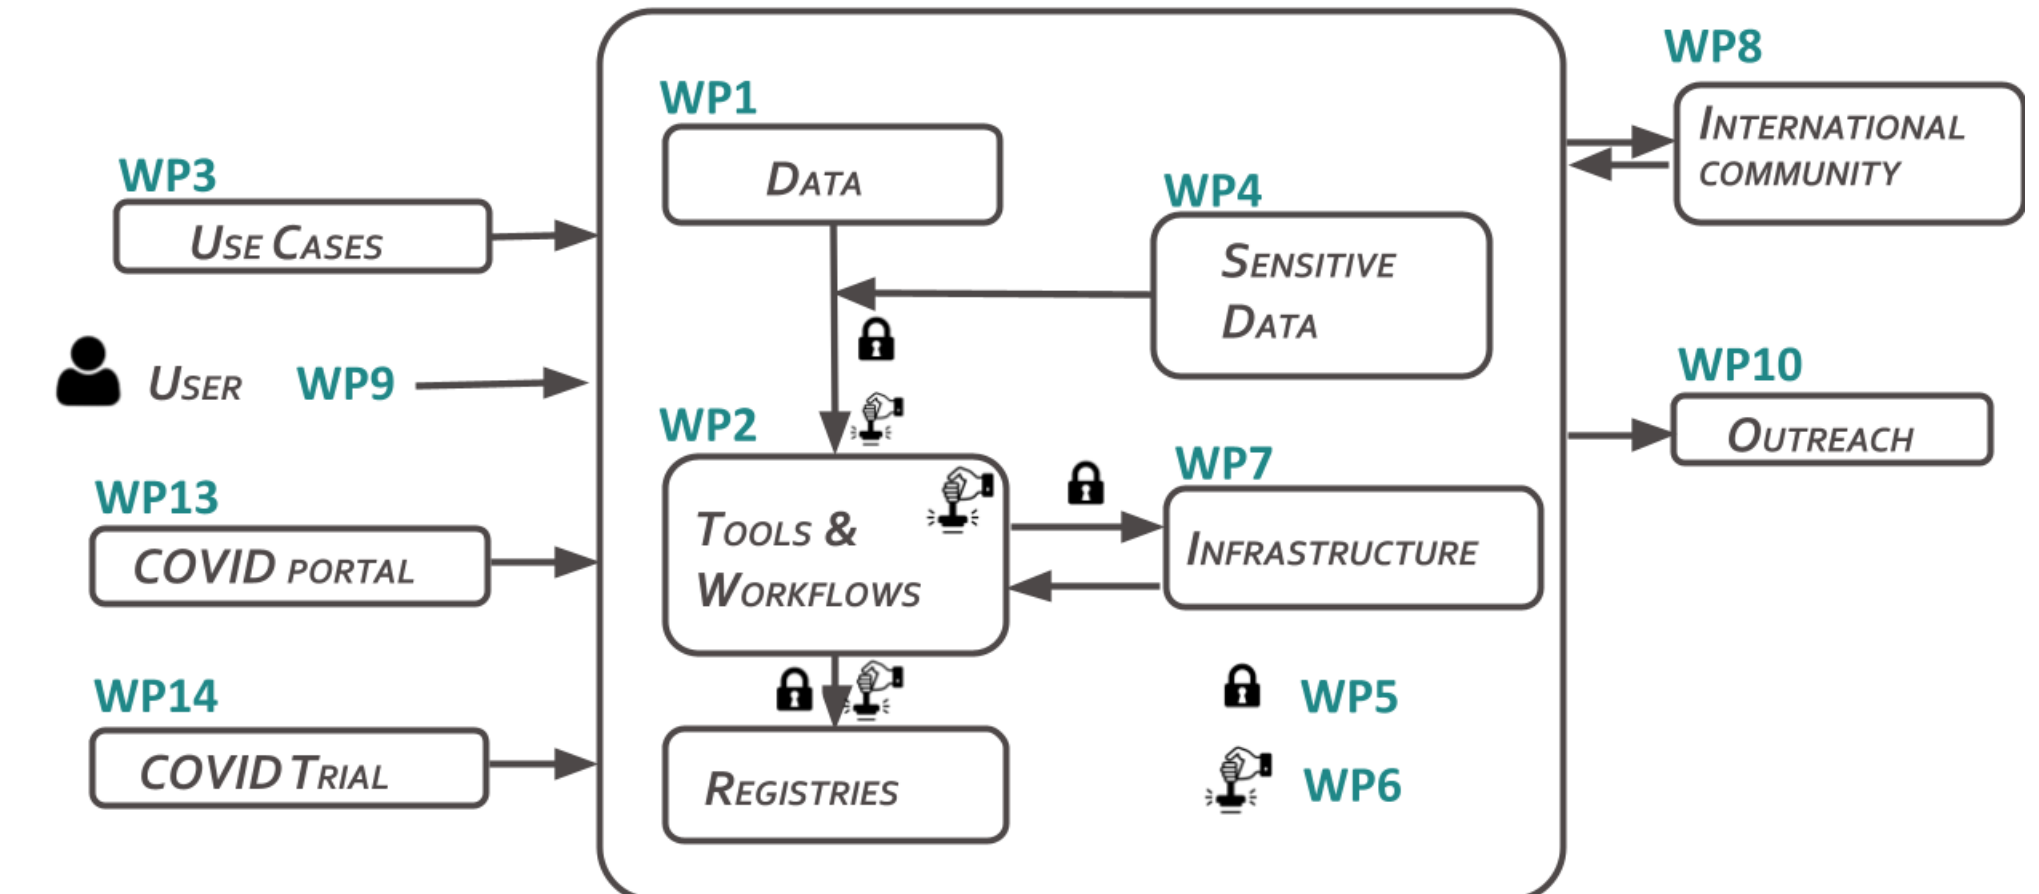 WP3
USE CASES
USER WP9
WP13
COVID PORTAL
WP14
COVID TRIAL
WP1
DATA
WP4
SENSITIVE
DATA
WP2
TOOLS &
WORKFLOWS
WP7
INFRASTRUCTURE
REGISTRIES
WP5
WP6
WP8
INTERNATIONAL
COMMUNITY
WP10
OUTREACH